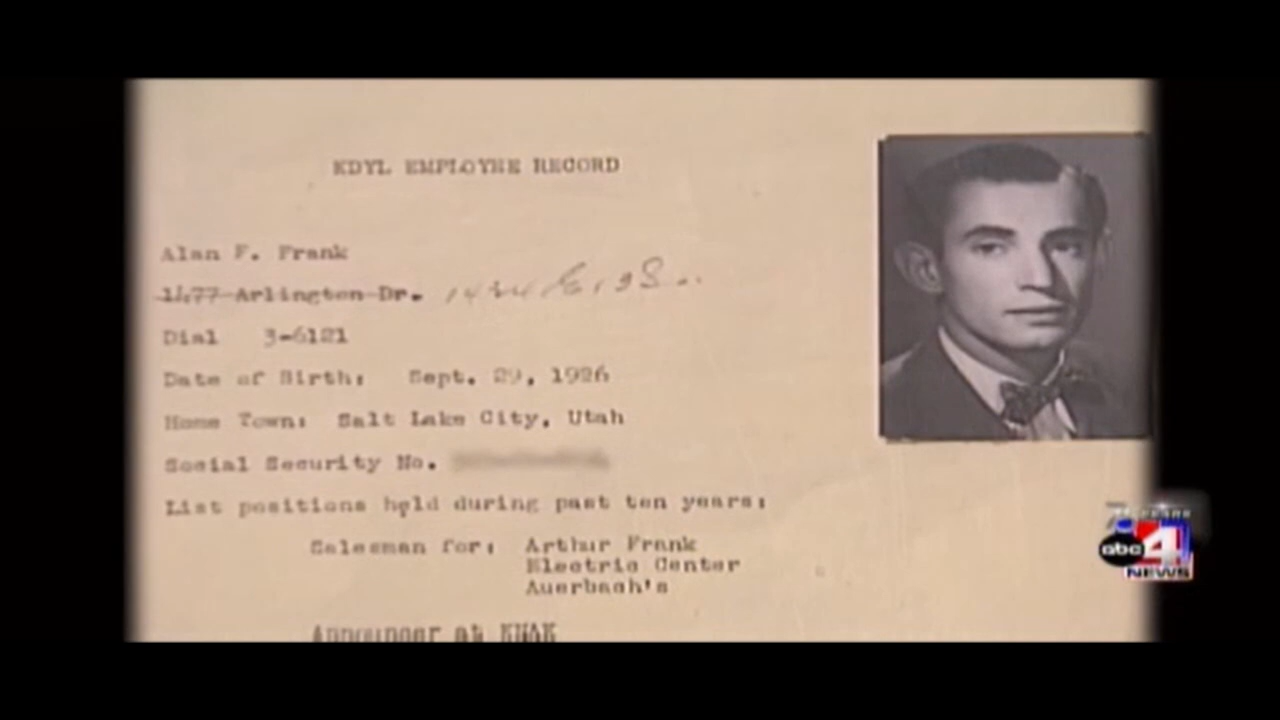 KDYL EMPLOYEE RECORD
Alan F. Frank
1477 Arlington Dr.
Dial 3-6121
Date of Birth: Sept. 29, 1926
Home Town: Salt Lake City, Utah
Social Security No.
List positions held during past ten years:
Salesman for: Arthur Frank
Electric Center
Auerbach's
Announcer at KNAK
abc 4
NEWS